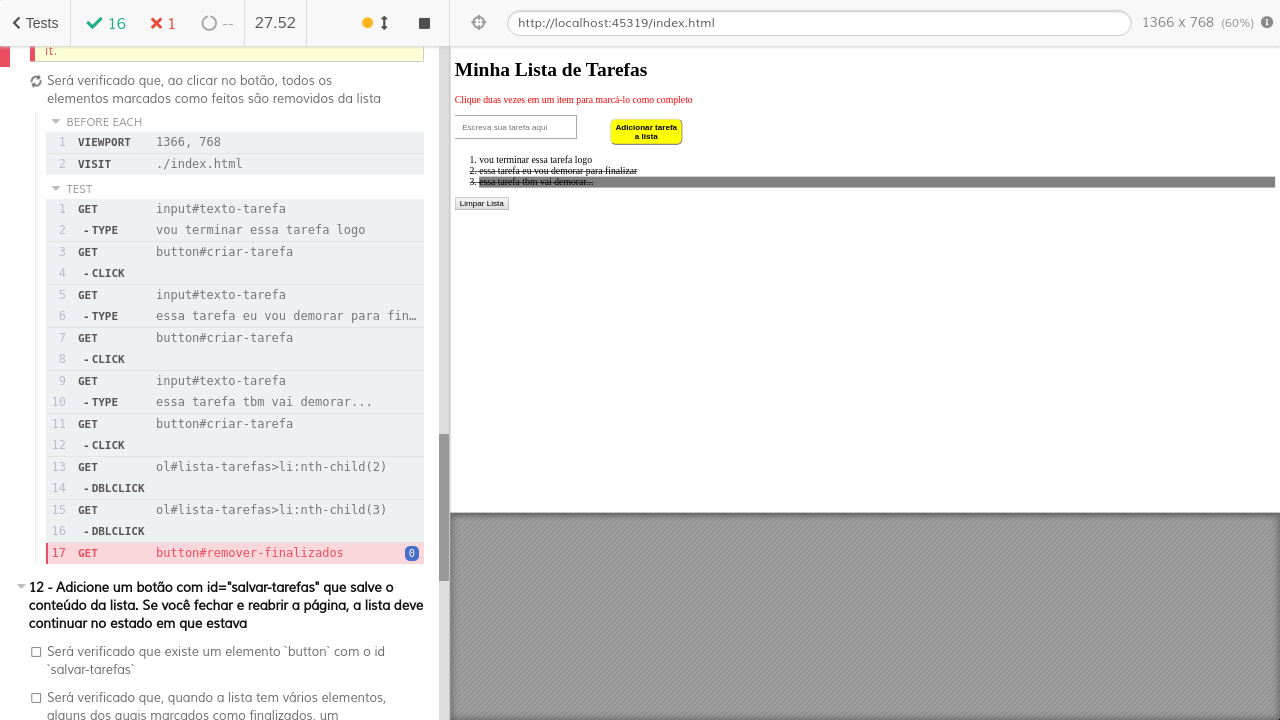 Tests
16
1
--
27.52
http://localhost:45319/index.html
1366 x 768 (60%)
it.
Será verificado que, ao clicar no botão, todos os
elementos marcados como feitos são removidos da lista
BEFORE EACH
1 VIEWPORT 1366, 768
2 VISIT ./index.html
TEST
1 GET input#texto-tarefa
2 -TYPE vou terminar essa tarefa logo
3 GET button#criar-tarefa
4 -CLICK
5 GET input#texto-tarefa
6 -TYPE essa tarefa eu vou demorar para fin…
7 GET button#criar-tarefa
8 -CLICK
9 GET input#texto-tarefa
10 -TYPE essa tarefa tbm vai demorar...
11 GET button#criar-tarefa
12 -CLICK
13 GET ol#lista-tarefas>li:nth-child(2)
14 -DBLCLICK
15 GET ol#lista-tarefas>li:nth-child(3)
16 -DBLCLICK
17 GET button#remover-finalizados 0
12 - Adicione um botão com id="salvar-tarefas" que salve o
conteúdo da lista. Se você fechar e reabrir a página, a lista deve
continuar no estado em que estava
Será verificado que existe um elemento `button` com o id
`salvar-tarefas`
Será verificado que, quando a lista tem vários elementos,
alguns dos quais marcados como finalizados, um
Minha Lista de Tarefas
Clique duas vezes em um item para marcá-lo como completo
Escreva sua tarefa aqui
Adicionar tarefa
a lista
1. vou terminar essa tarefa logo
2. essa tarefa eu vou demorar para finalizar
3. essa tarefa tbm vai demorar...
Limpar Lista